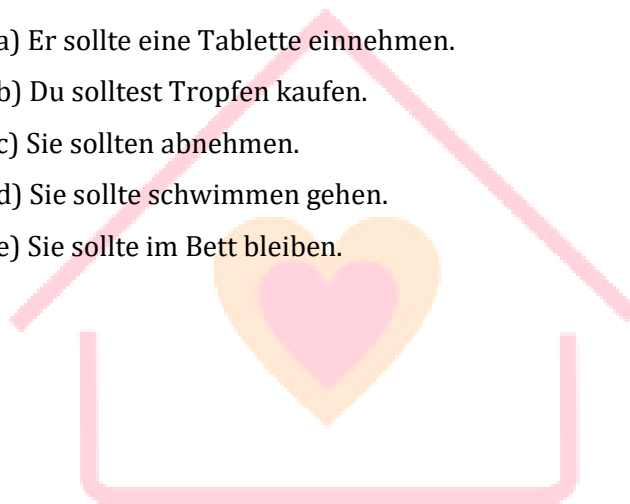 a) Er sollte eine Tablette einnehmen.
b) Du solltest Tropfen kaufen.
c) Sie sollten abnehmen.
d) Sie sollte schwimmen gehen.
e) Sie sollte im Bett bleiben.